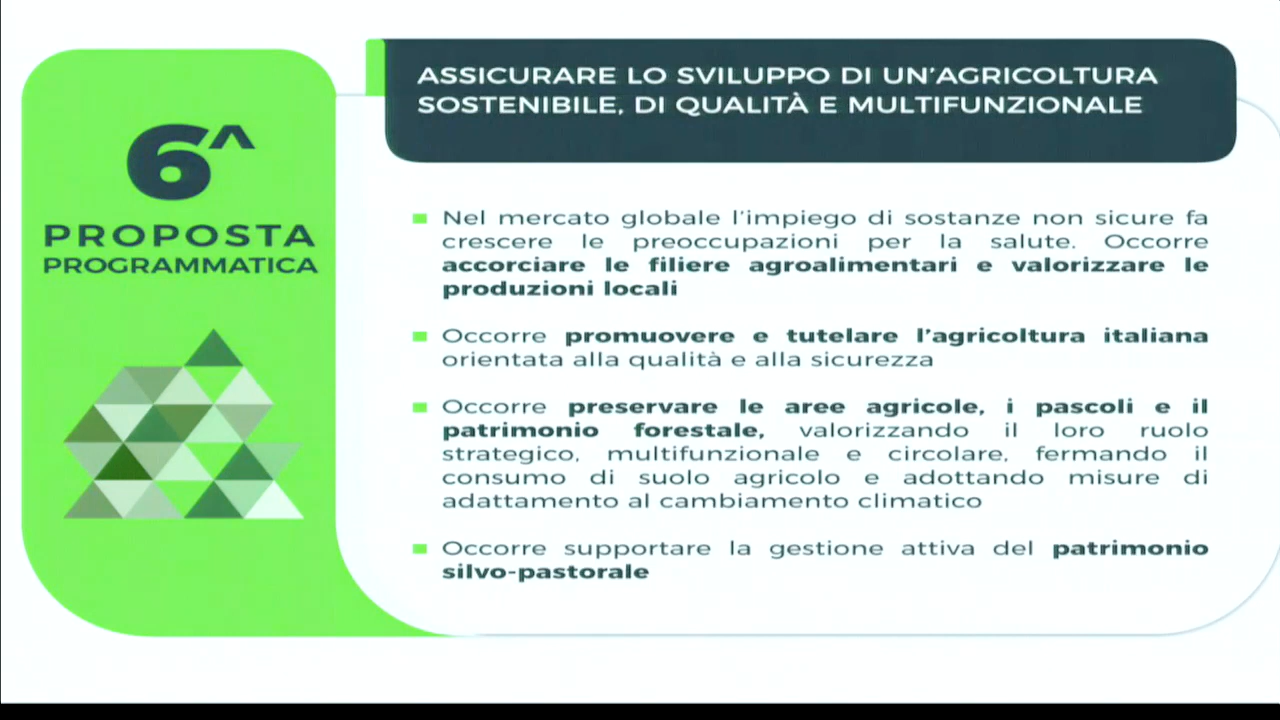 6^
PROPOSTA
PROGRAMMATICA
ASSICURARE LO SVILUPPO DI UN'AGRICOLTURA
SOSTENIBILE, DI QUALITÀ E MULTIFUNZIONALE
Nel mercato globale l'impiego di sostanze non sicure fa
crescere le preoccupazioni per la salute. Occorre
accorciare le filiere agroalimentari e valorizzare le
produzioni locali
Occorre promuovere e tutelare l'agricoltura italiana
orientata alla qualità e alla sicurezza
Occorre preservare le aree agricole, i pascoli e il
patrimonio forestale, valorizzando il loro ruolo
strategico, multifunzionale e circolare, fermando il
consumo di suolo agricolo e adottando misure di
adattamento al cambiamento climatico
Occorre supportare la gestione attiva del patrimonio
silvo-pastorale